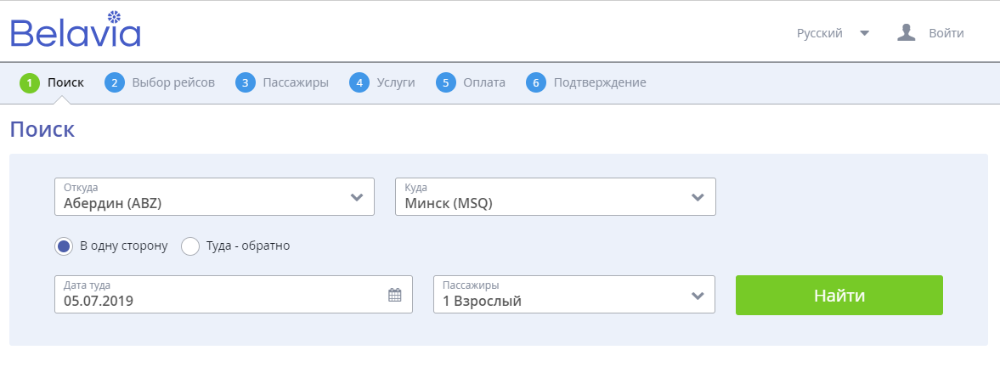 Belavia
Русский Войти
1 Поиск 2 Выбор рейсов 3 Пассажиры 4 Услуги 5 Оплата 6 Подтверждение
Поиск
Откуда Куда
Абердин (ABZ) Минск (MSQ)
В одну сторону Туда - обратно
Дата туда Пассажиры
05.07.2019 1 Взрослый Найти